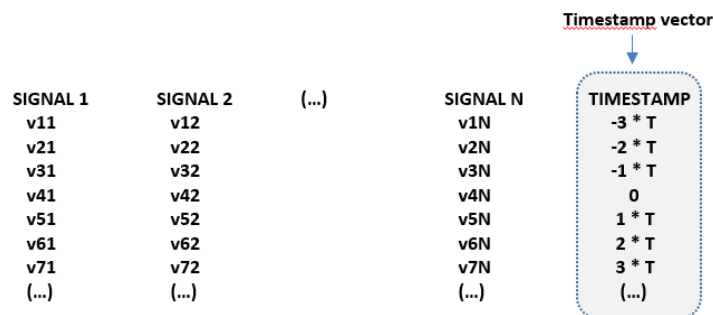 Timestamp vector
SIGNAL 1 SIGNAL 2 (...) SIGNAL N TIMESTAMP
v11 v12 v1N -3 * T
v21 v22 v2N -2 * T
v31 v32 v3N -1 * T
v41 v42 v4N 0
v51 v52 v5N 1 * T
v61 v62 v6N 2 * T
v71 v72 v7N 3 * T
(...) (...) (...) (...)